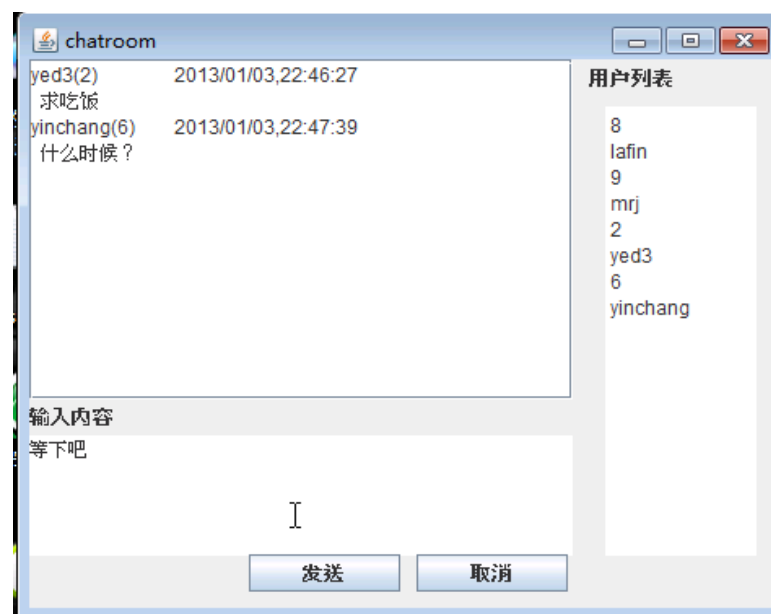 chatroom
yed3(2) 2013/01/03,22:46:27
求吃饭
yinchang(6) 2013/01/03,22:47:39
什么时候？
用户列表
8
lafin
9
mrj
2
yed3
6
yinchang
输入内容
等下吧
发送 取消